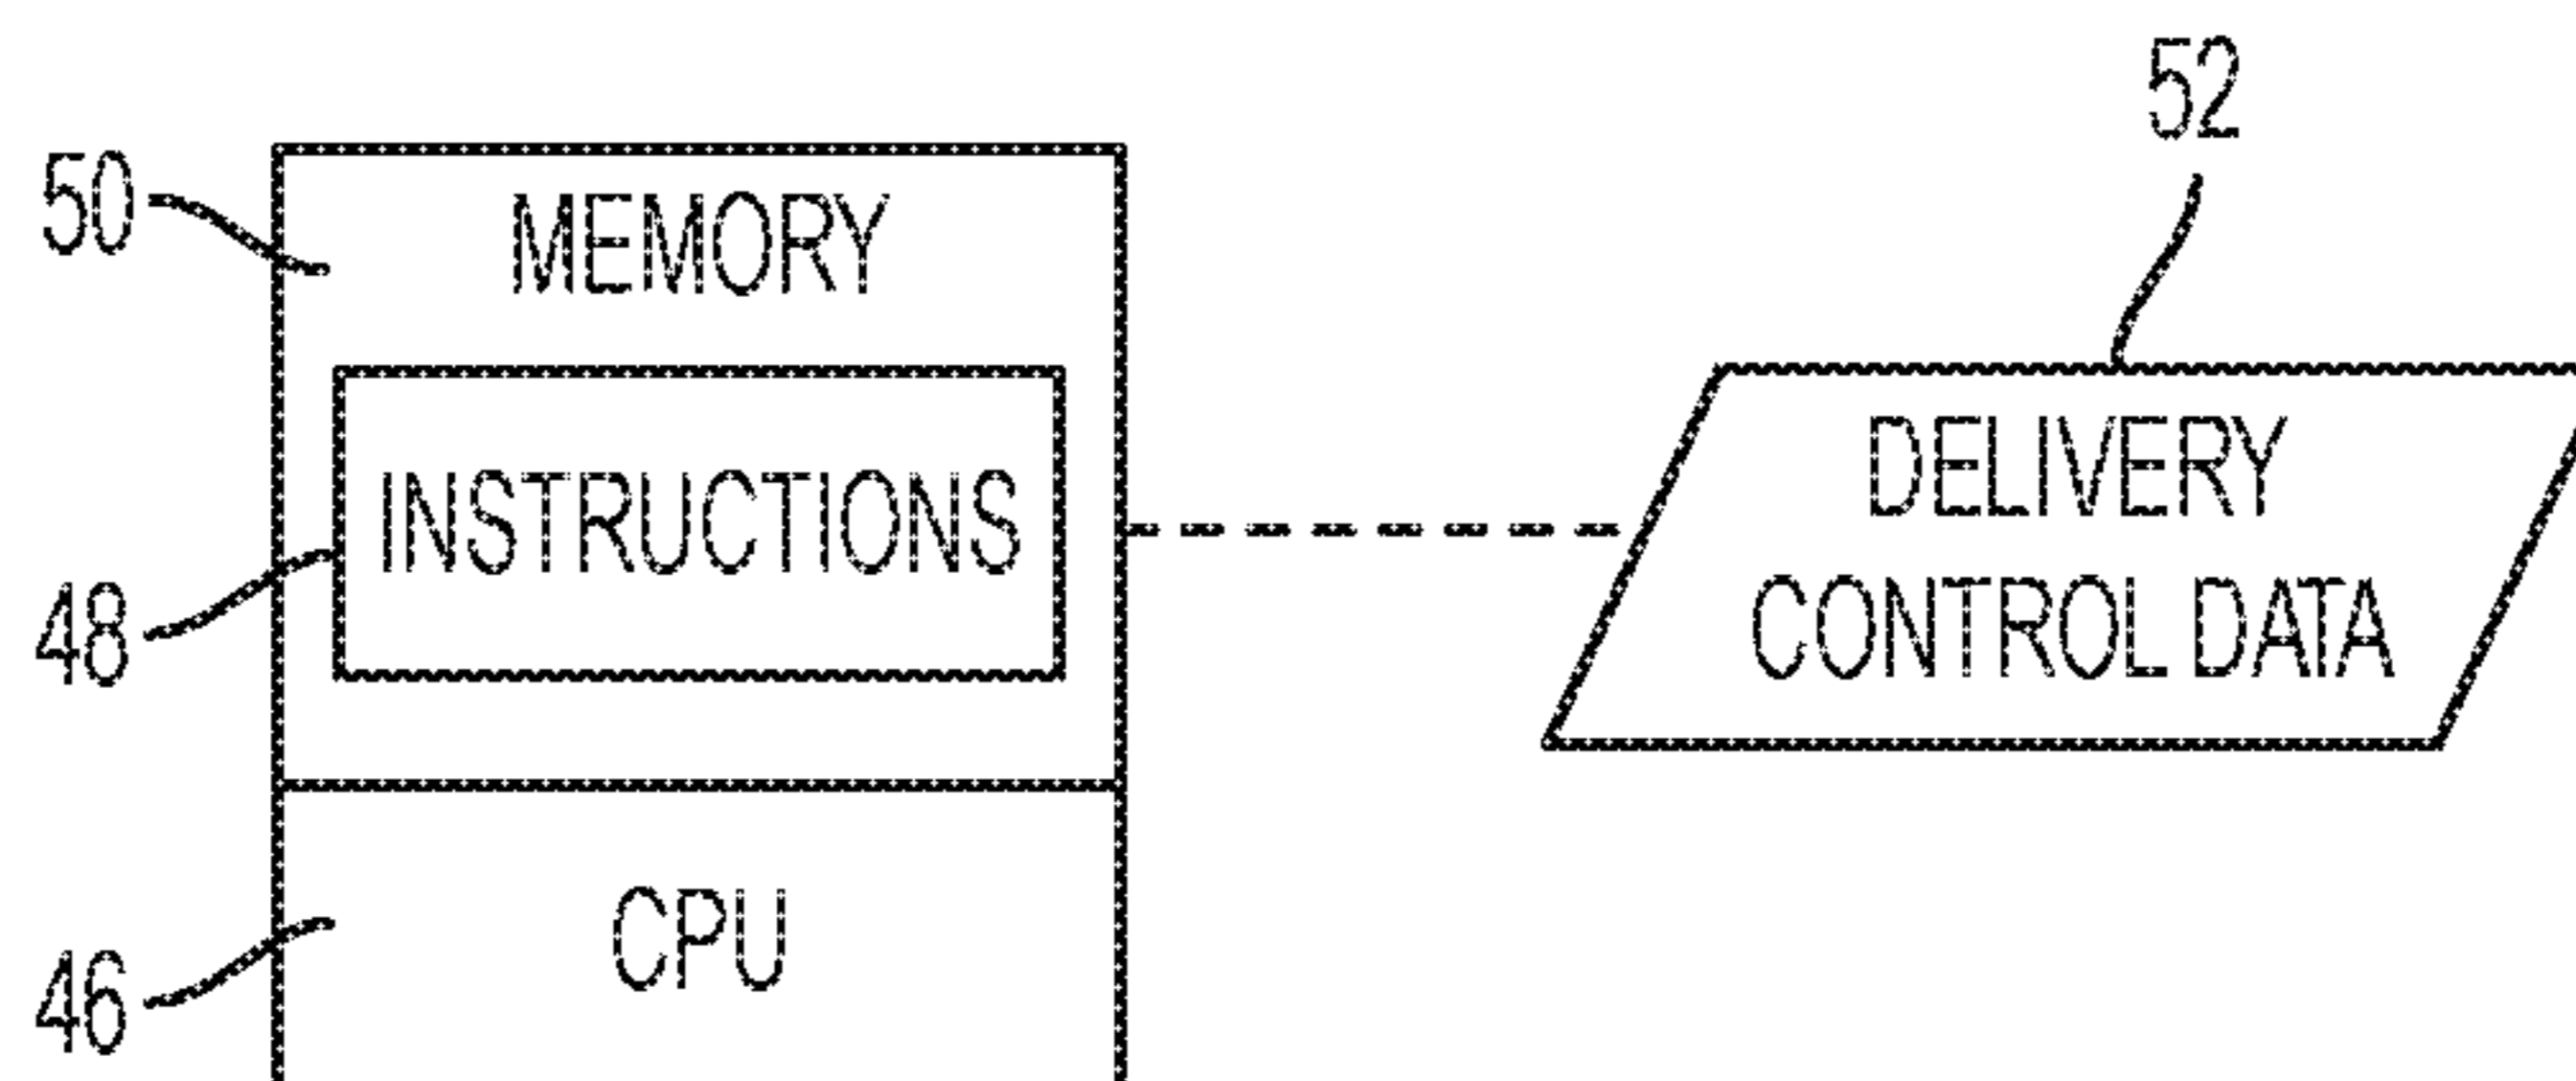 52
50
MEMORY
DELIVERY
INSTRUCTIONS
CONTROL DATA
48
CPU
46